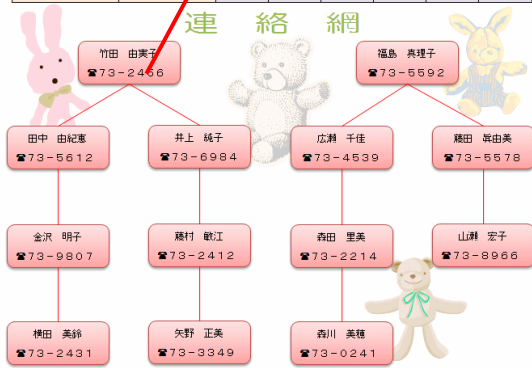 連 絡 網
竹田 由実子
☎73-2456
福島 真理子
☎73-5592
田中 由紀恵
☎73-5612
井上 純子
☎73-6984
広瀬 千佳
☎73-4539
藤田 眞由美
☎73-5578
金沢 明子
☎73-9807
藤村 敏江
☎73-2412
森田 里美
☎73-2214
山瀬 宏子
☎73-8966
横田 美鈴
☎73-2431
矢野 正美
☎73-3349
森川 美穂
☎73-0241